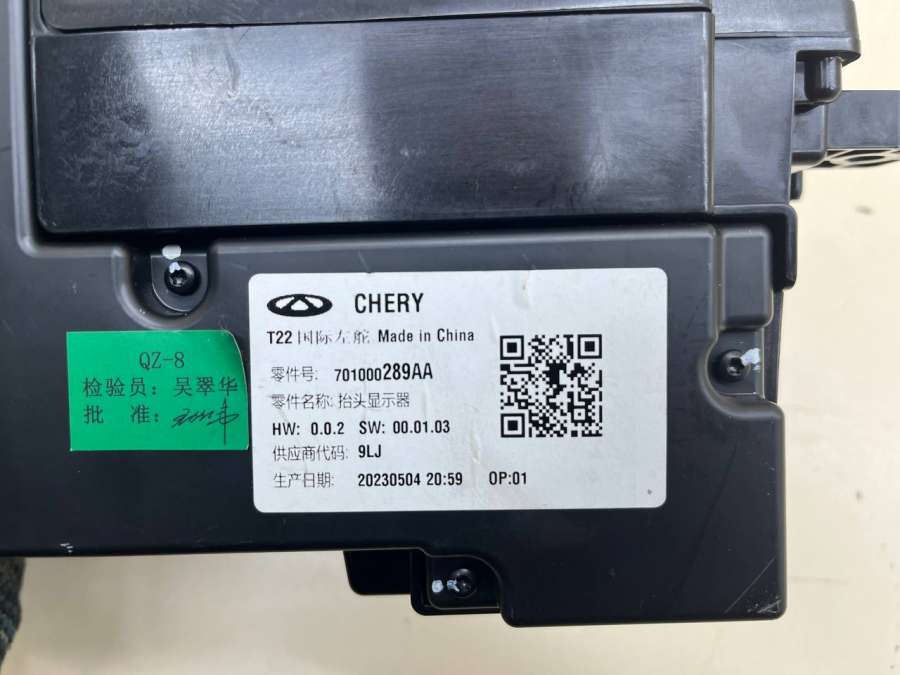 CHERY
T22 国际左舵 Made in China
零件号: 701000289AA
零件名称: 抬头显示器
HW: 0.0.2 SW: 00.01.03
供应商代码: 9LJ
生产日期: 20230504 20:59 OP:01
QZ-8
检验员: 吴翠华
批 准: